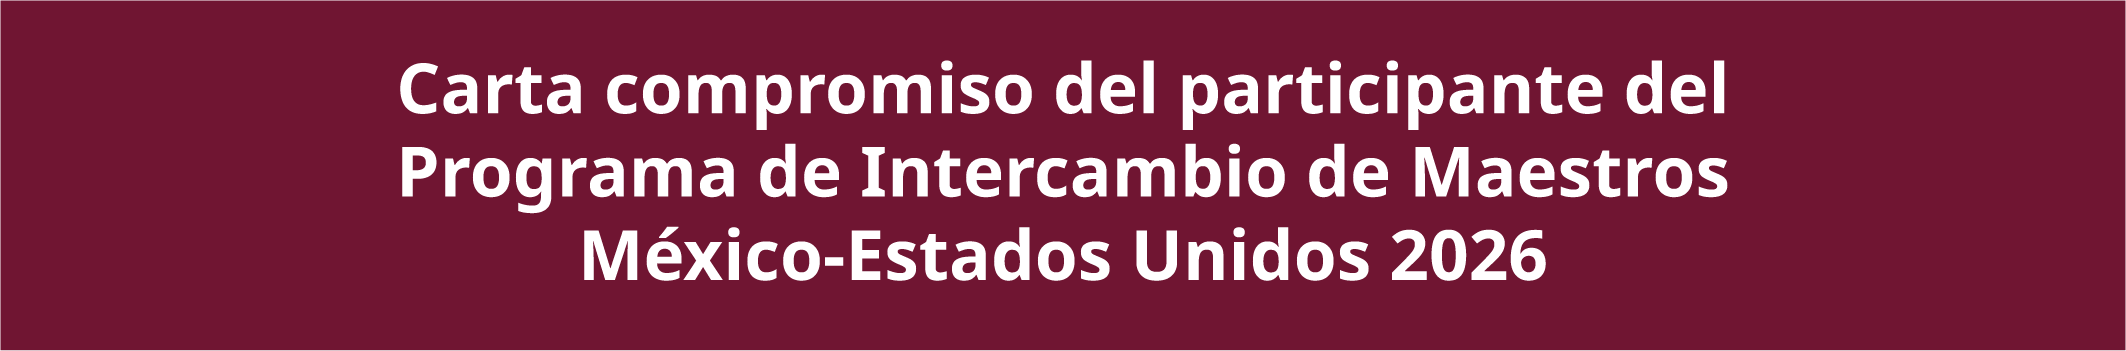 Carta compromiso del participante del
Programa de Intercambio de Maestros
México-Estados Unidos 2026